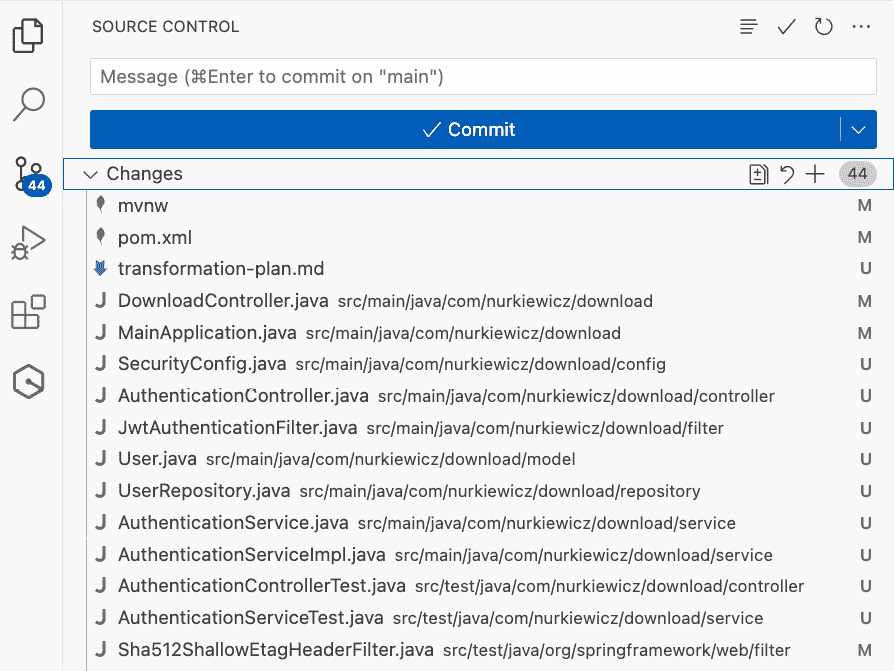 SOURCE CONTROL
Message (⌘Enter to commit on "main")
Commit
44
Changes 44
mvnw M
pom.xml M
transformation-plan.md U
J DownloadController.java src/main/java/com/nurkiewicz/download M
J MainApplication.java src/main/java/com/nurkiewicz/download M
J SecurityConfig.java src/main/java/com/nurkiewicz/download/config U
J AuthenticationController.java src/main/java/com/nurkiewicz/download/controller U
J JwtAuthenticationFilter.java src/main/java/com/nurkiewicz/download/filter U
J User.java src/main/java/com/nurkiewicz/download/model U
J UserRepository.java src/main/java/com/nurkiewicz/download/repository U
J AuthenticationService.java src/main/java/com/nurkiewicz/download/service U
J AuthenticationServiceImpl.java src/main/java/com/nurkiewicz/download/service U
J AuthenticationControllerTest.java src/test/java/com/nurkiewicz/download/controller U
J AuthenticationServiceTest.java src/test/java/com/nurkiewicz/download/service U
J Sha512ShallowEtagHeaderFilter.java src/test/java/org/springframework/web/filter M